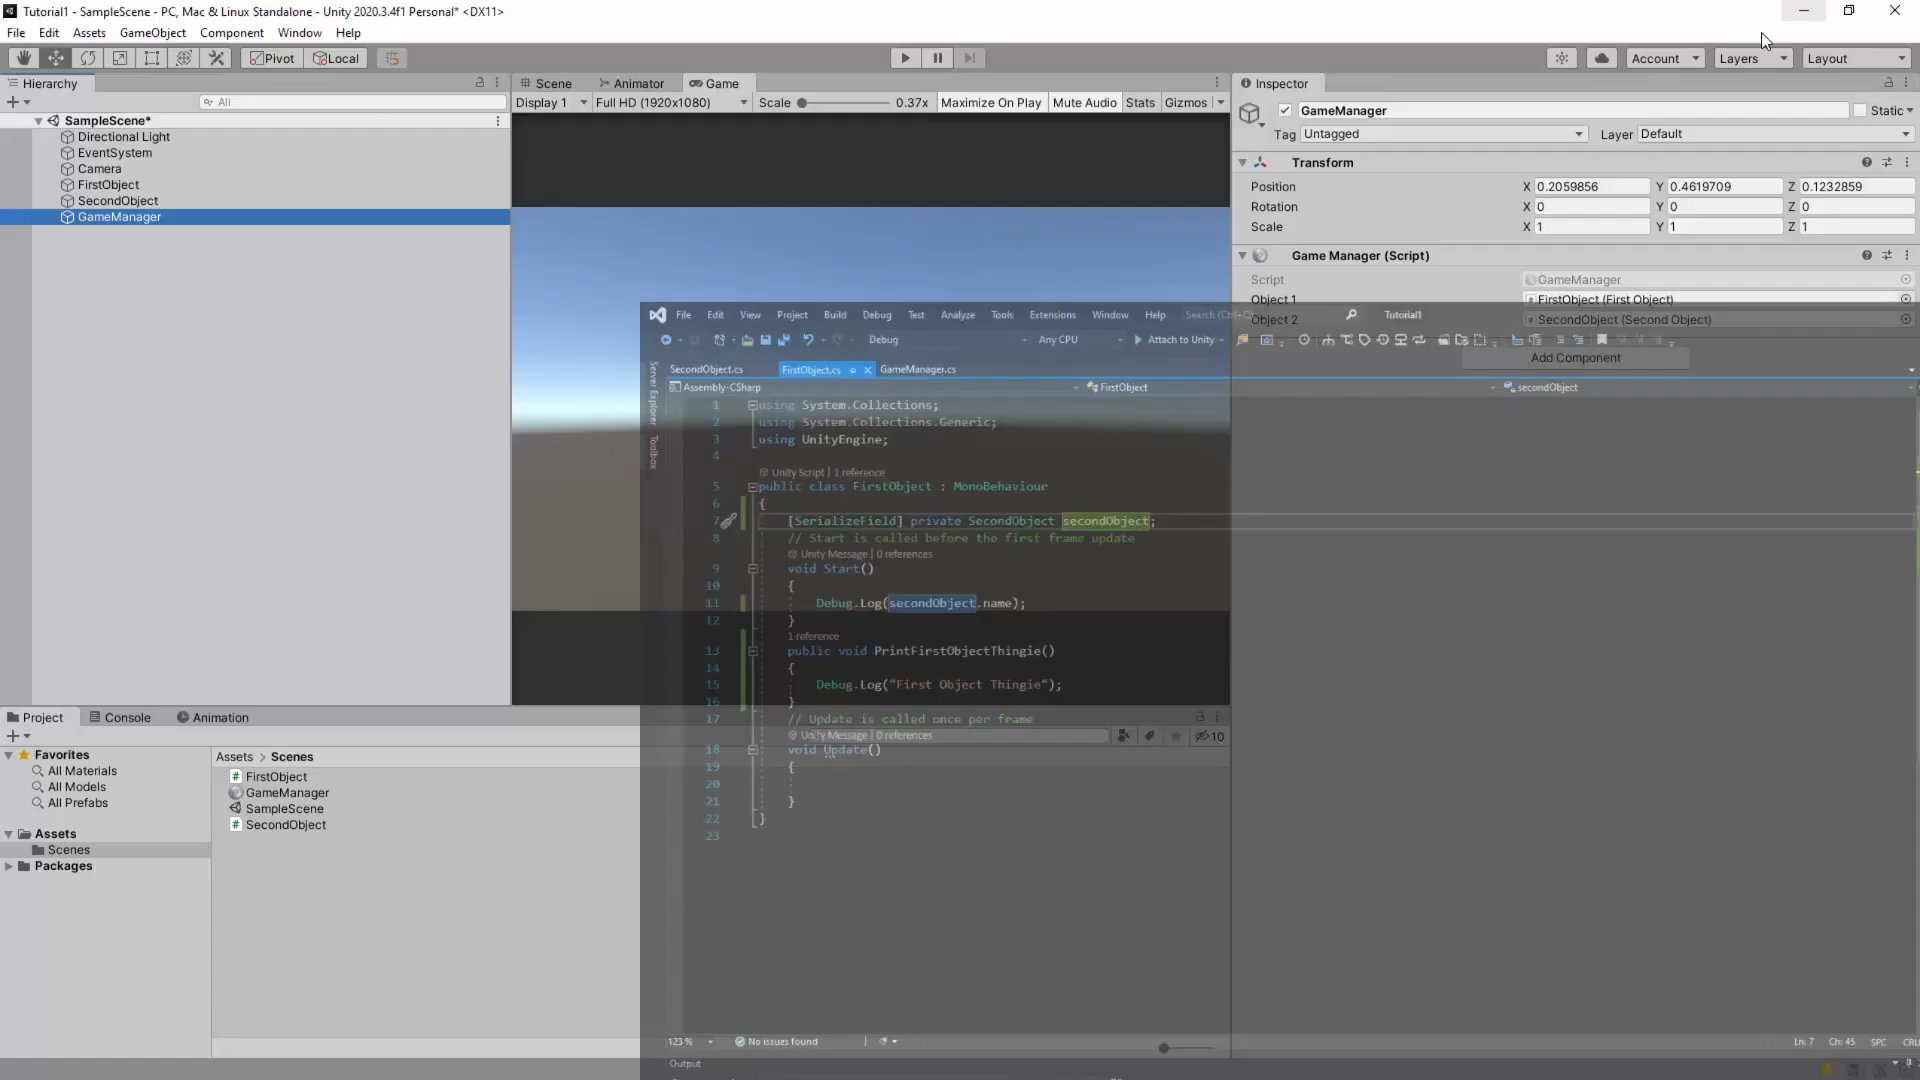 Tutorial1 - SampleScene - PC, Mac & Linux Standalone - Unity 2020.3.4f1 Personal* <DX11>
File Edit Assets GameObject Component Window Help
Pivot Local Account Layers Layout
Hierarchy
All
SampleScene*
Directional Light
EventSystem
Camera
FirstObject
SecondObject
GameManager
Scene Animator Game
Display 1 Full HD (1920x1080) Scale 0.37x Maximize On Play Mute Audio Stats Gizmos
Inspector
GameManager Static
Tag Untagged Layer Default
Transform
Position X 0.2059856 Y 0.4619709 Z 0.1232859
Rotation X 0 Y 0 Z 0
Scale X 1 Y 1 Z 1
Game Manager (Script)
Script GameManager
Object 1 FirstObject (First Object)
Object 2 SecondObject (Second Object)
Add Component
File Edit View Project Build Debug Test Analyze Tools Extensions Window Help Search (Ctrl+Q) Tutorial1
Debug Any CPU Attach to Unity
Server Explorer
Toolbox
SecondObject.cs FirstObject.cs GameManager.cs
Assembly-CSharp FirstObject secondObject
1 using System.Collections;
2 using System.Collections.Generic;
3 using UnityEngine;
4
Unity Script | 1 reference
5 public class FirstObject : MonoBehaviour
6 {
7 [SerializeField] private SecondObject secondObject;
8 // Start is called before the first frame update
Unity Message | 0 references
9 void Start()
10 {
11 Debug.Log(secondObject.name);
12 }
1 reference
13 public void PrintFirstObjectThingie()
14 {
15 Debug.Log("First Object Thingie");
16 }
17 // Update is called once per frame
Unity Message | 0 references
18 void Update()
19 {
20
21 }
22 }
23
123 % No issues found Ln: 7 Ch: 45 SPC CRL
Output
Project Console Animation
10
Favorites
All Materials
All Models
All Prefabs
Assets
Scenes
Packages
Assets > Scenes
FirstObject
GameManager
SampleScene
SecondObject